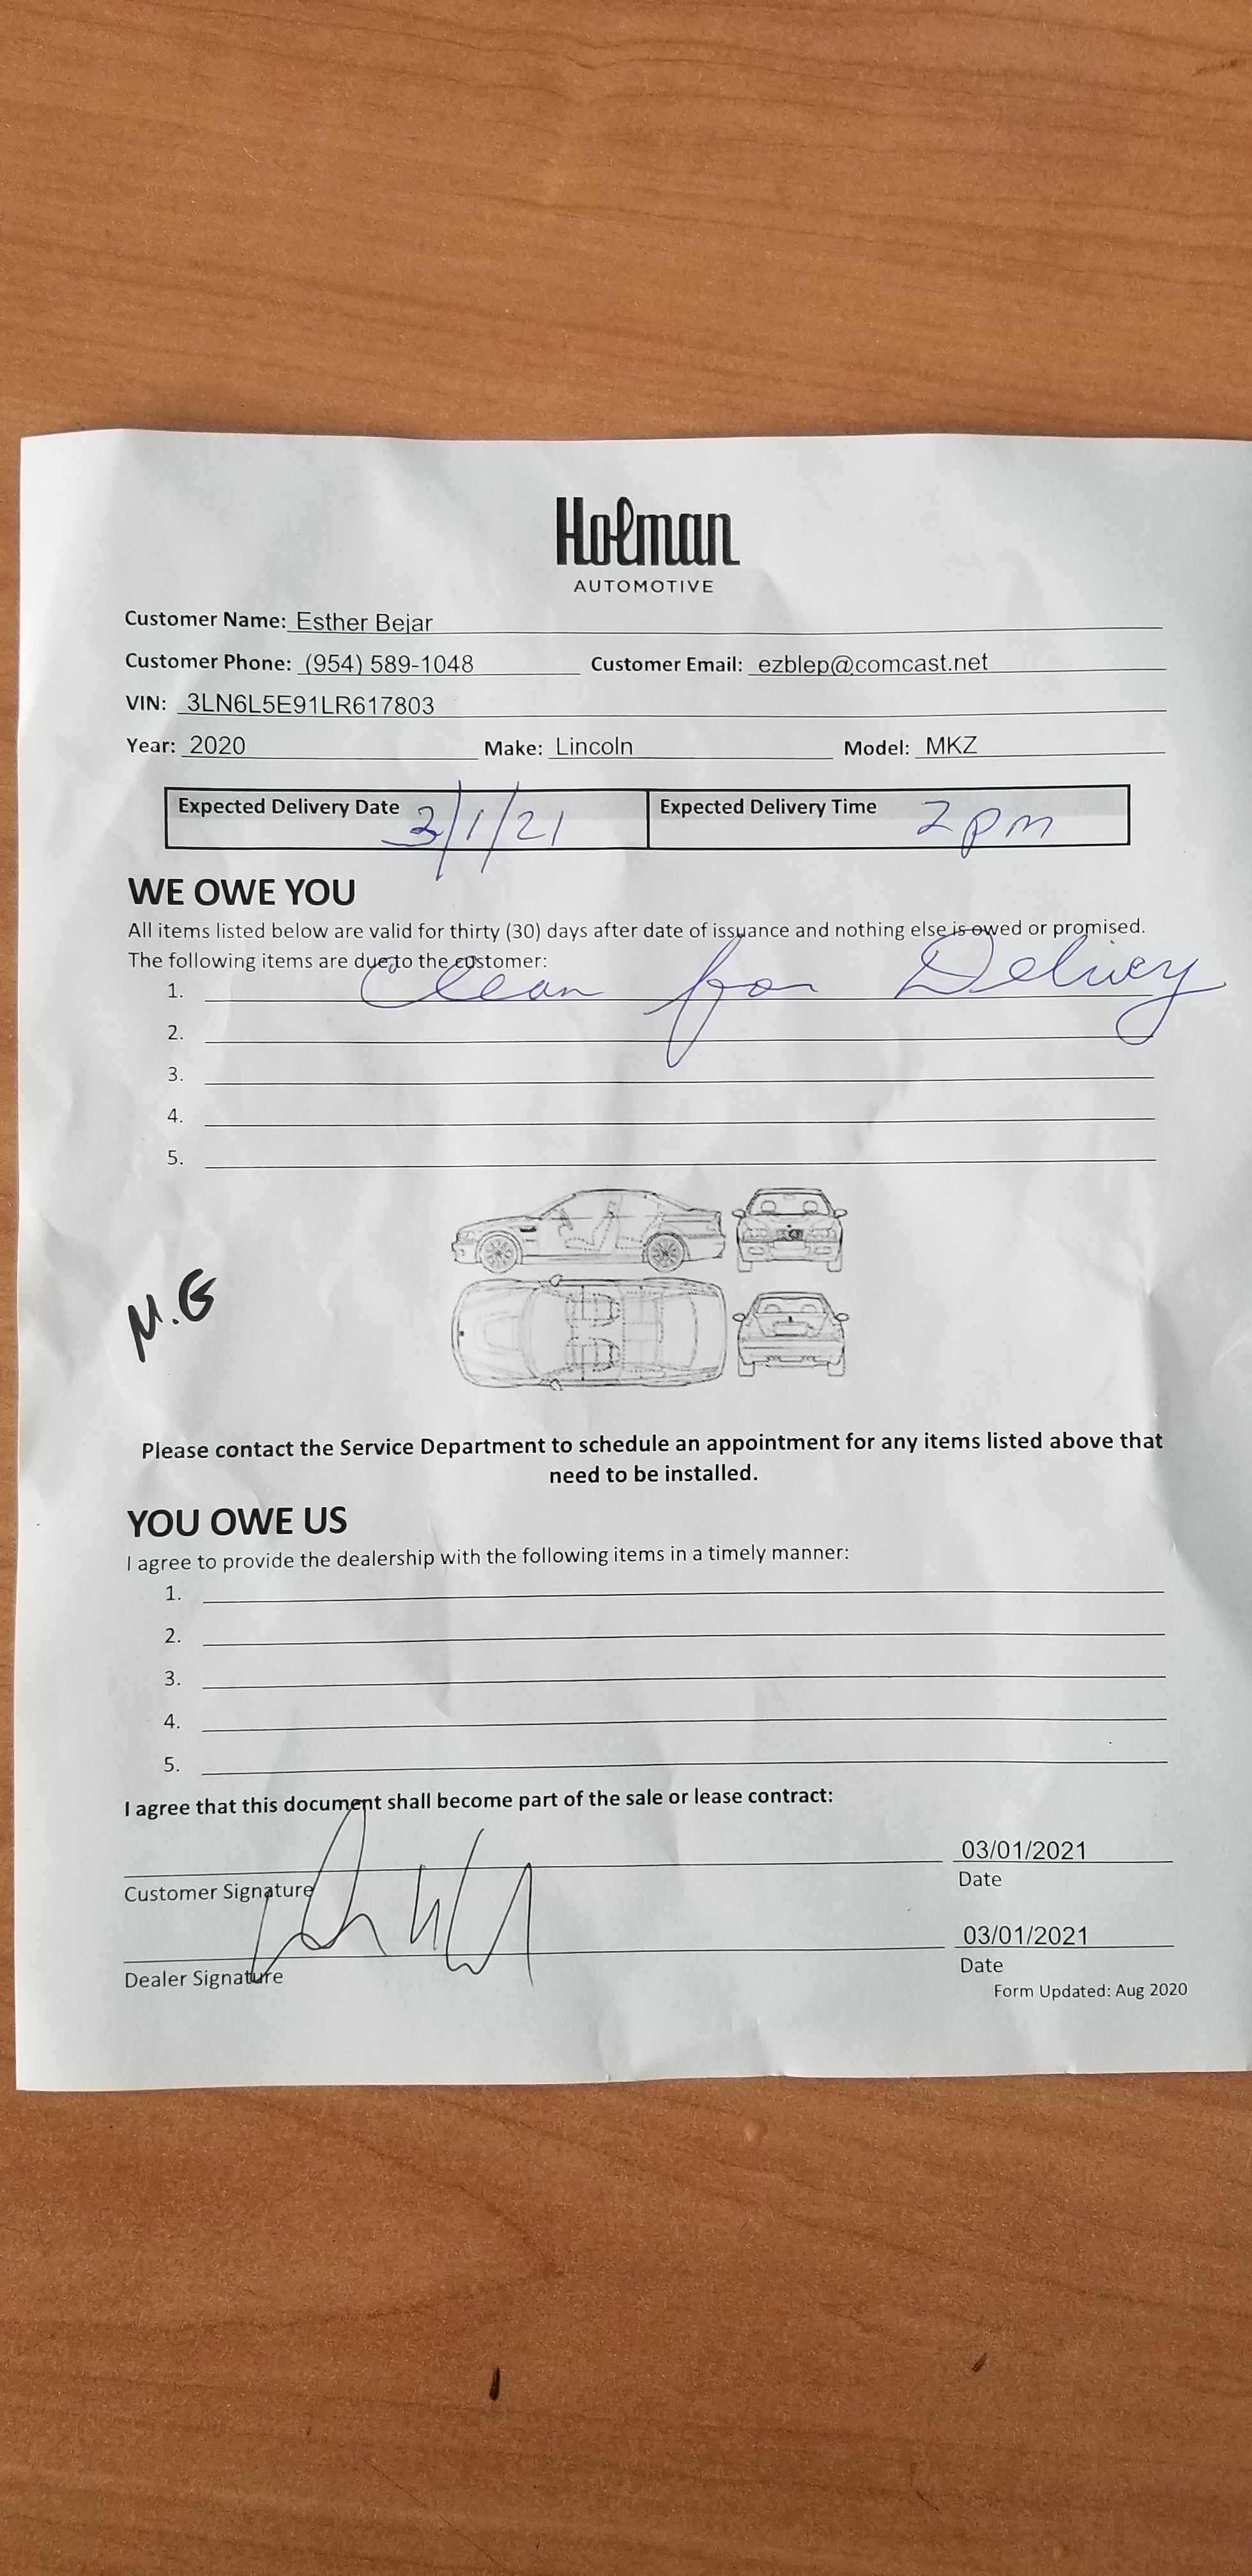 Holman
AUTOMOTIVE
Customer Name: Esther Bejar
Customer Phone: (954) 589-1048 Customer Email: ezblep@comcast.net
VIN: 3LN6L5E91LR617803
Year: 2020 Make: Lincoln Model: MKZ
Expected Delivery Date 3/1/21 Expected Delivery Time 2pm
WE OWE YOU
All items listed below are valid for thirty (30) days after date of issuance and nothing else is owed or promised.
The following items are due to the customer:
1. Clean for Delivey
2.
3.
4.
5.
M.G
Please contact the Service Department to schedule an appointment for any items listed above that
need to be installed.
YOU OWE US
I agree to provide the dealership with the following items in a timely manner:
1.
2.
3.
4.
5.
I agree that this document shall become part of the sale or lease contract:
03/01/2021
Customer Signature Date
03/01/2021
Dealer Signature Date
Form Updated: Aug 2020